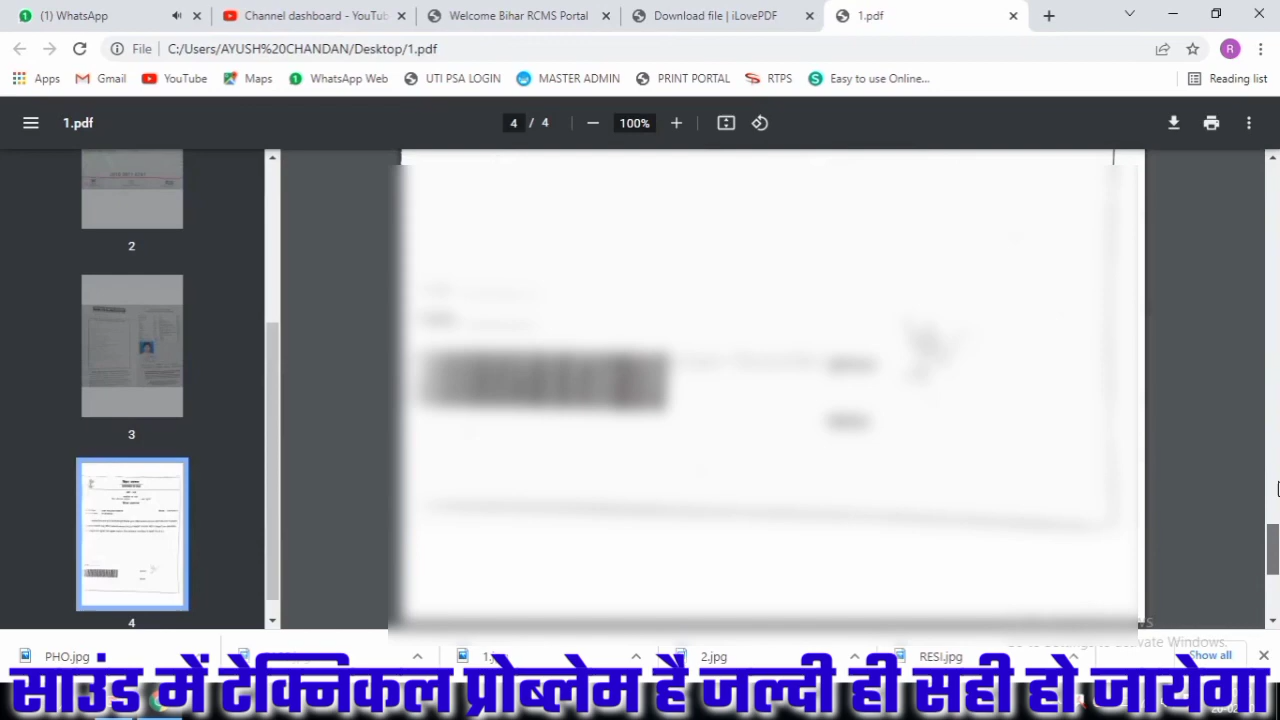 (1) WhatsApp
Channel dashboard - YouTub
Welcome Bihar RCMS Portal
Download file | iLovePDF
1.pdf
File C:/Users/AYUSH%20CHANDAN/Desktop/1.pdf
R
Apps Gmail YouTube Maps WhatsApp Web UTI PSA LOGIN MASTER ADMIN PRINT PORTAL RTPS Easy to use Online... Reading list
1.pdf 4 / 4 100%
2
3
4
PHO.jpg 2.jpg RESI.jpg Show all
साउंड में टेक्निकल प्रोब्लेम है जल्दी ही सही हो जायेगा